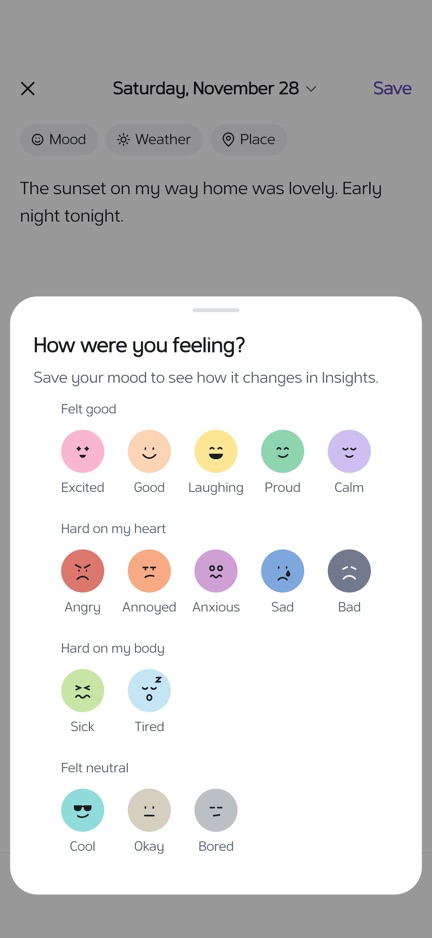 Saturday, November 28
Save
Mood
Weather
Place
The sunset on my way home was lovely. Early
night tonight.
How were you feeling?
Save your mood to see how it changes in Insights.
Felt good
Excited
Good
Laughing
Proud
Calm
Hard on my heart
Angry
Annoyed
Anxious
Sad
Bad
Hard on my body
z
Sick
Tired
Felt neutral
Cool
Okay
Bored